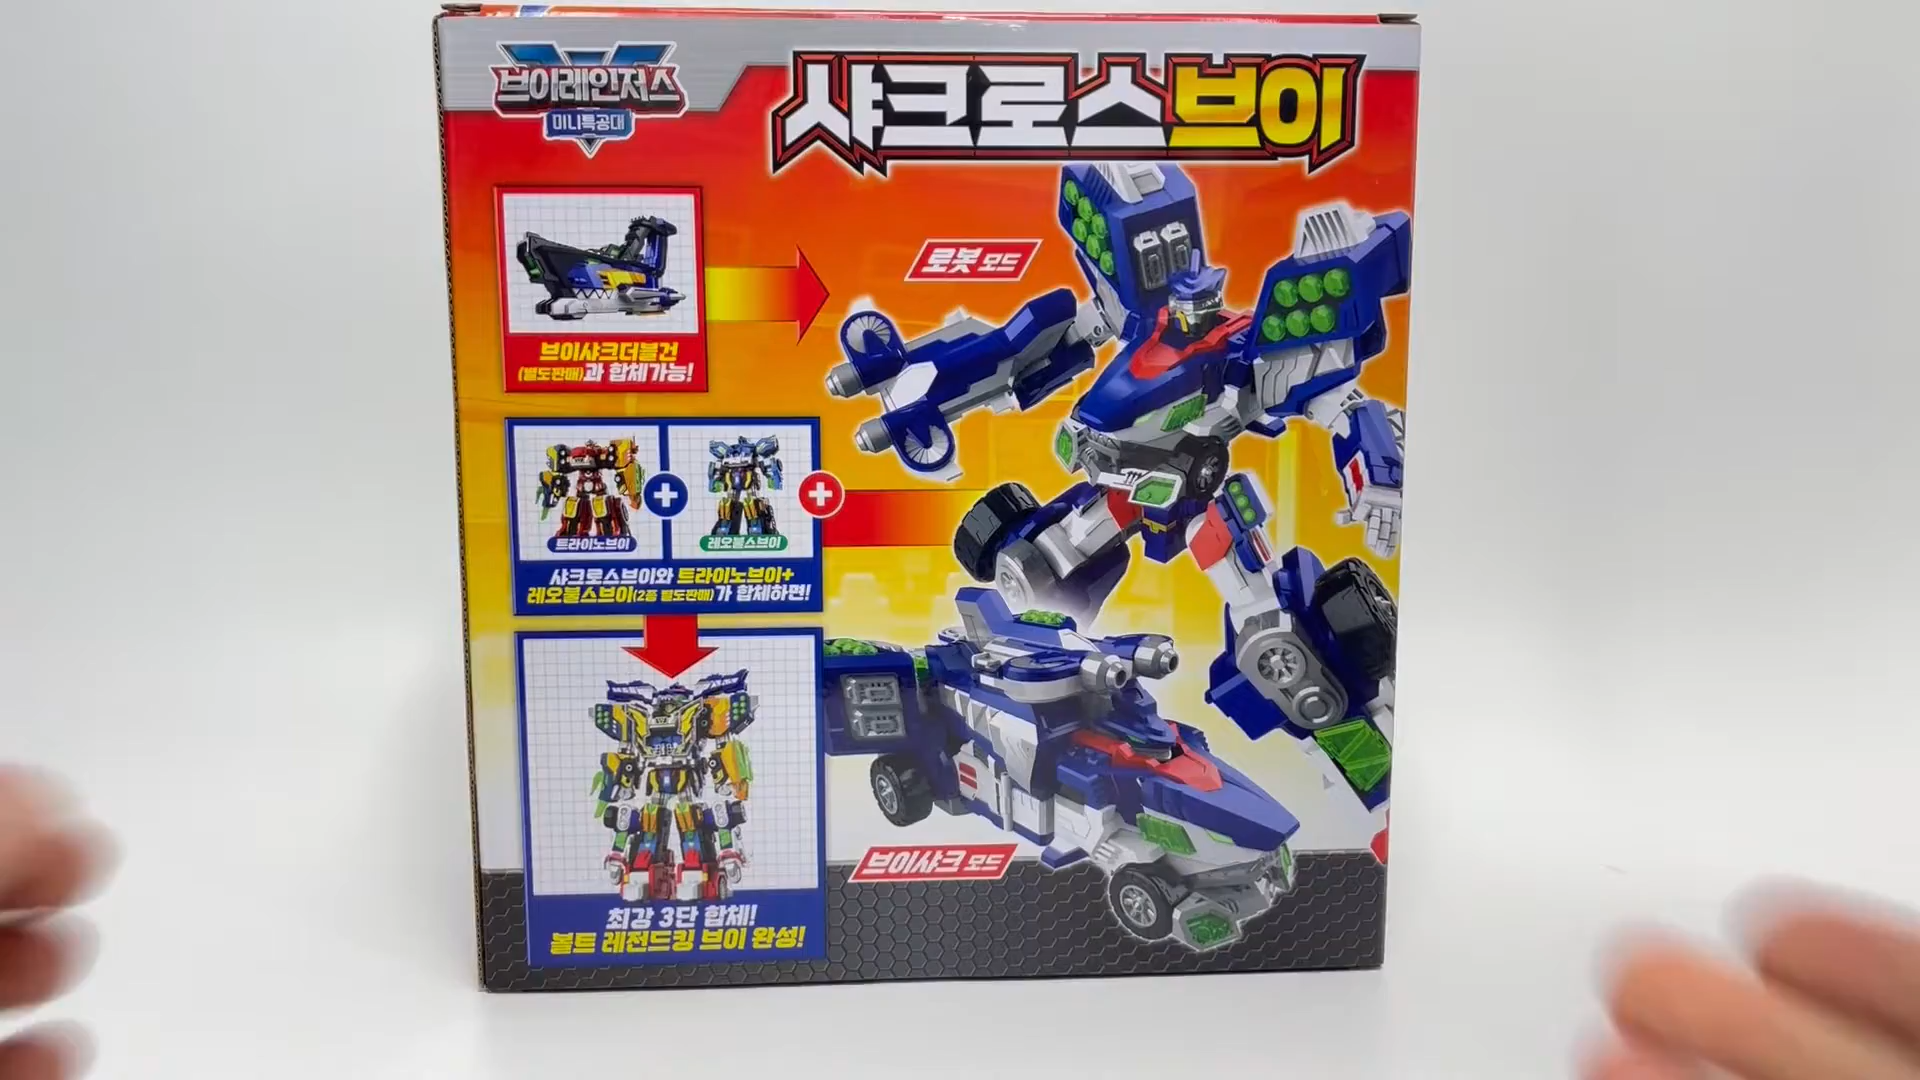 브이레인저스
미니특공대
샤크로스브이
로봇 모드
브이샤크더블건
(별도판매)과 합체가능!
트라이노브이
레오불스브이
샤크로스브이와 트라이노브이+
레오불스브이(2종 별도판매)가 합체하면!
브이샤크 모드
최강 3단 합체!
볼트 레전드킹 브이 완성!